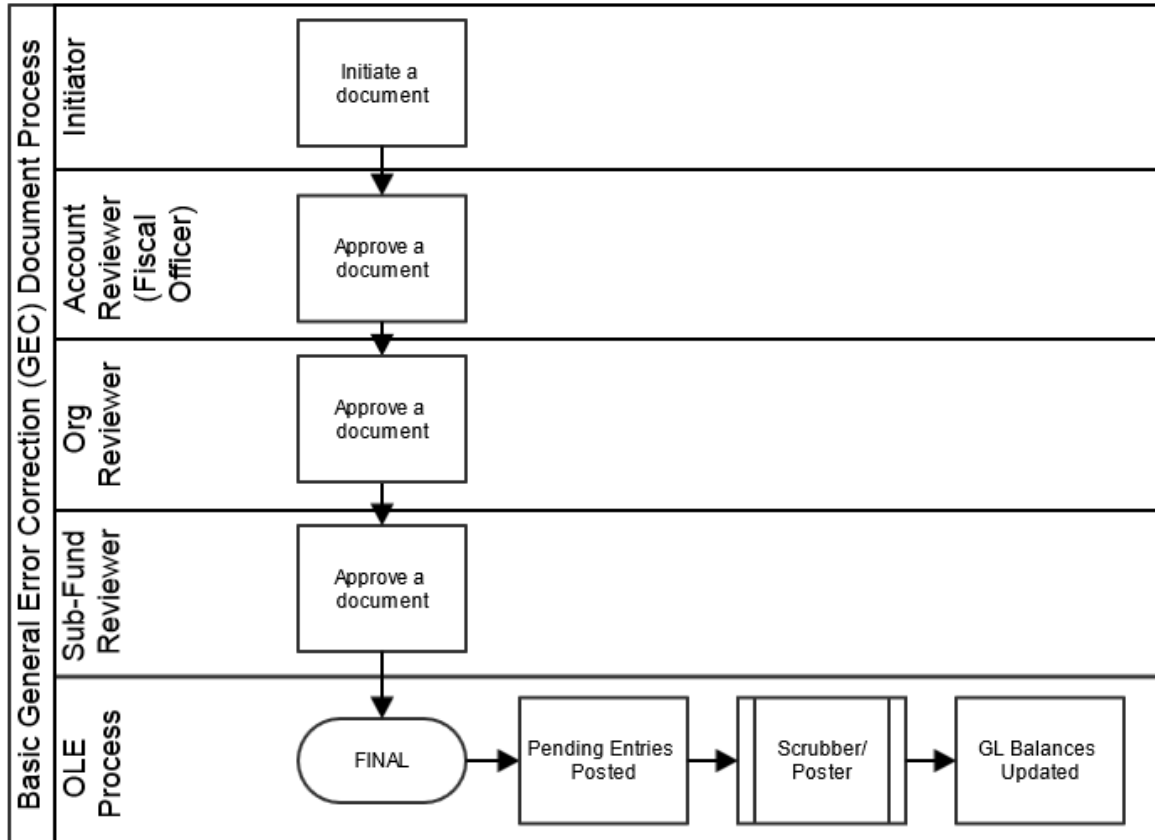 Basic General Error Correction (GEC) Document Process
Initiator
Initiate a
document
Account
Reviewer
(Fiscal
Officer)
Approve a
document
Org
Reviewer
Approve a
document
Sub-Fund
Reviewer
Approve a
document
OLE
Process
FINAL
Pending Entries
Posted
Scrubber/
Poster
GL Balances
Updated